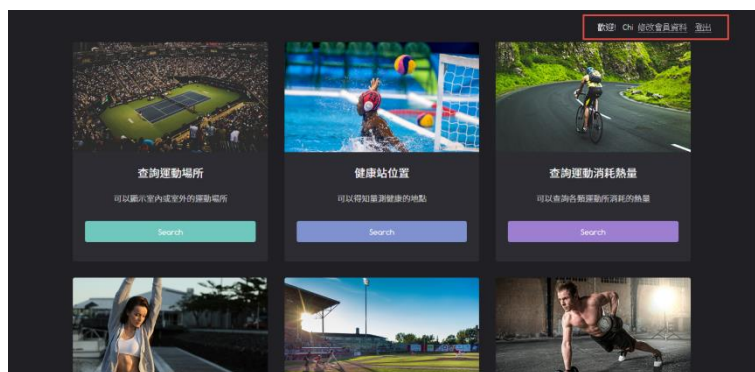 歡迎! Chi 修改會員資料 登出
查詢運動場所
可以顯示室內或室外的運動場所
Search
健康站位置
可以得知量測健康的地點
Search
查詢運動消耗熱量
可以查詢各類運動所消耗的熱量
Search